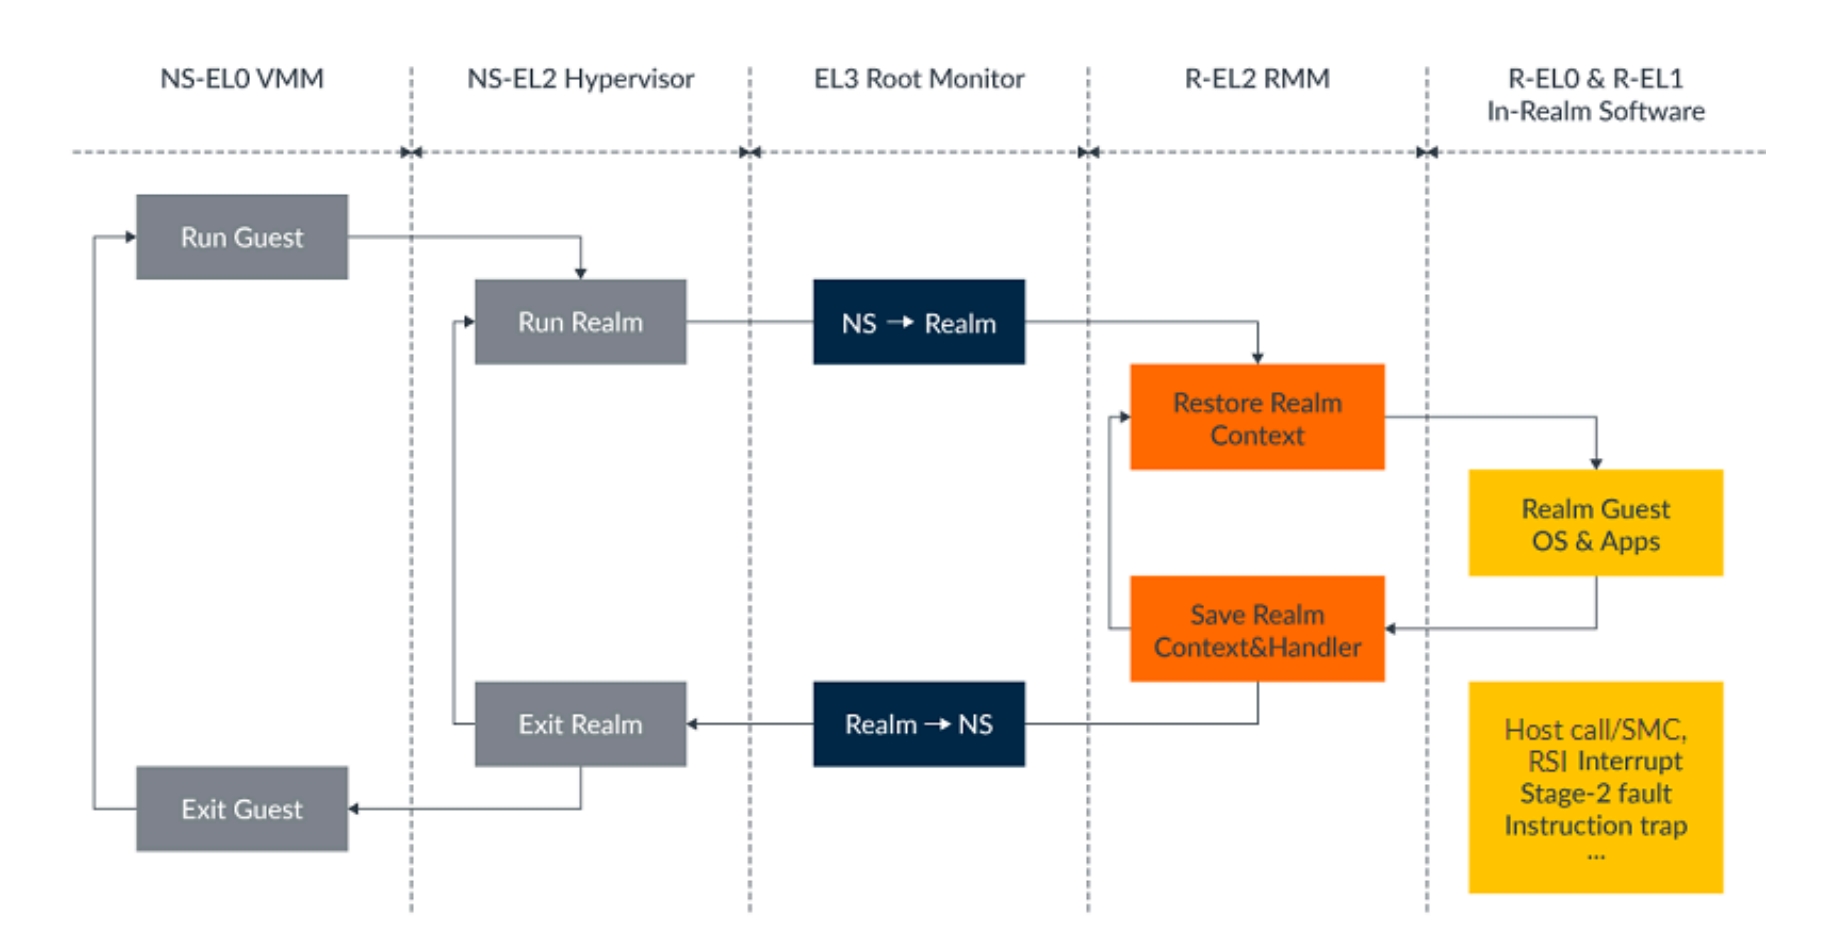 NS-EL0 VMM
NS-EL2 Hypervisor
EL3 Root Monitor
R-EL2 RMM
R-EL0 & R-EL1
In-Realm Software
Run Guest
Run Realm
NS → Realm
Restore Realm
Context
Realm Guest
OS & Apps
Save Realm
Context&Handler
Exit Realm
Realm → NS
Host call/SMC,
RSI Interrupt
Stage-2 fault
Instruction trap
...
Exit Guest